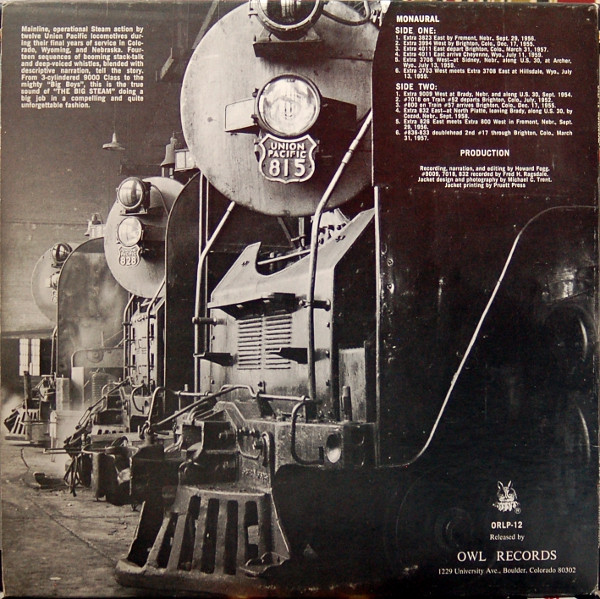 Mainline, operational Steam action by
twelve Union Pacific locomotives dur-
ing their final years of service in Colo-
rado, Wyoming, and Nebraska. Four-
teen sequences of booming stack-talk
and deep-voiced whistles, blended with
descriptive narration, tell the story.
From 3-cylindered 9000 Class to the
mighty "Big Boys", this is the true
sound of "THE BIG STEAM" doing a
big job in a compelling and quite
unforgettable fashion.
MONAURAL
SIDE ONE:
1. Extra 3823 East by Fremont, Nebr., Sept. 29, 1956.
2. Extra 3994 West by Brighton, Colo., Dec. 17, 1955.
3. Extra 4011 East depart Brighton, Colo., March 31, 1957.
4. Extra 4011 East arrive Cheyenne, Wyo., July 11, 1959.
5. Extra 3708 West—at Sidney, Nebr., along U.S. 30, at Archer,
Wyo., July 13, 1959.
6. Extra 3703 West meets Extra 3708 East at Hillsdale, Wyo., July
13, 1959.
SIDE TWO:
1. Extra 9009 West at Brady, Nebr, and along U.S. 30, Sept. 1954.
2. #7018 on Train #52 departs Brighton, Colo., July, 1952.
3. #800 on Train #57 arrives Brighton, Colo., Dec. 17, 1955.
4. Extra 832 East—at North Platte, leaving Brady, along U.S. 30, by
Cozad, Nebr., Sept. 1958.
5. Extra 826 East meets Extra 800 West in Fremont, Nebr., Sept.
29, 1956.
6. #836-833 doublehead 2nd #17 through Brighton, Colo., March
31, 1957.
PRODUCTION
Recording, narration, and editing by Howard Fogg.
#9009, 7018, 832 recorded by Fred H. Ragsdale.
Jacket design and photography by Michael C. Trent.
Jacket printing by Pruett Press
UNION
PACIFIC
815
828
ORLP-12
Released by
OWL RECORDS
1229 University Ave., Boulder, Colorado 80302